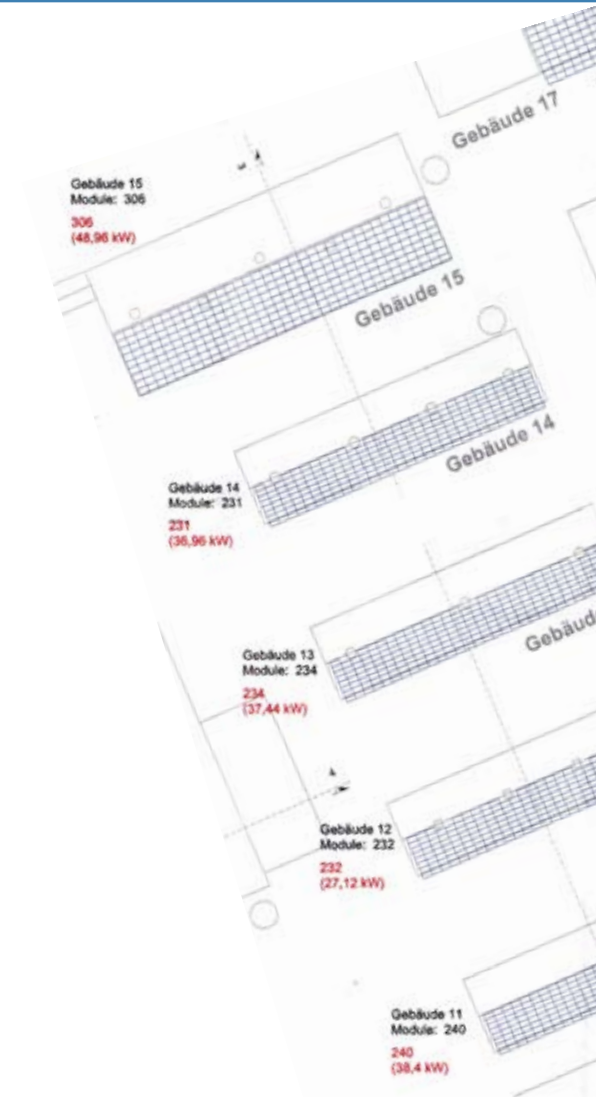 Gebäude 17
Gebäude 15
Module: 306
306
(48,96 kW)
Gebäude 15
Gebäude 14
Gebäude 14
Module: 231
231
(36,96 kW)
Gebäud
Gebäude 13
Module: 234
234
(37,44 kW)
Gebäude 12
Module: 232
232
(27,12 kW)
Gebäude 11
Module: 240
240
(38,4 kW)